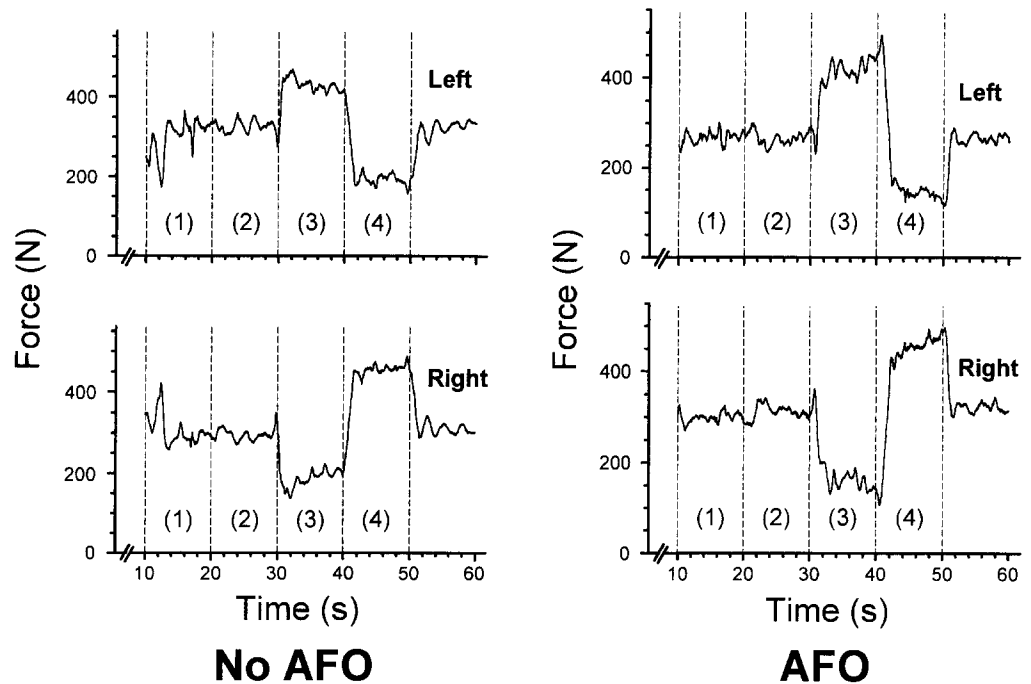 Force (N)
400
200
0
Left
(1) (2) (3) (4)
400
200
0
Right
(1) (2) (3) (4)
10 20 30 40 50 60
Time (s)
No AFO
Force (N)
400
200
0
Left
(1) (2) (3) (4)
400
200
0
Right
(1) (2) (3) (4)
10 20 30 40 50 60
Time (s)
AFO